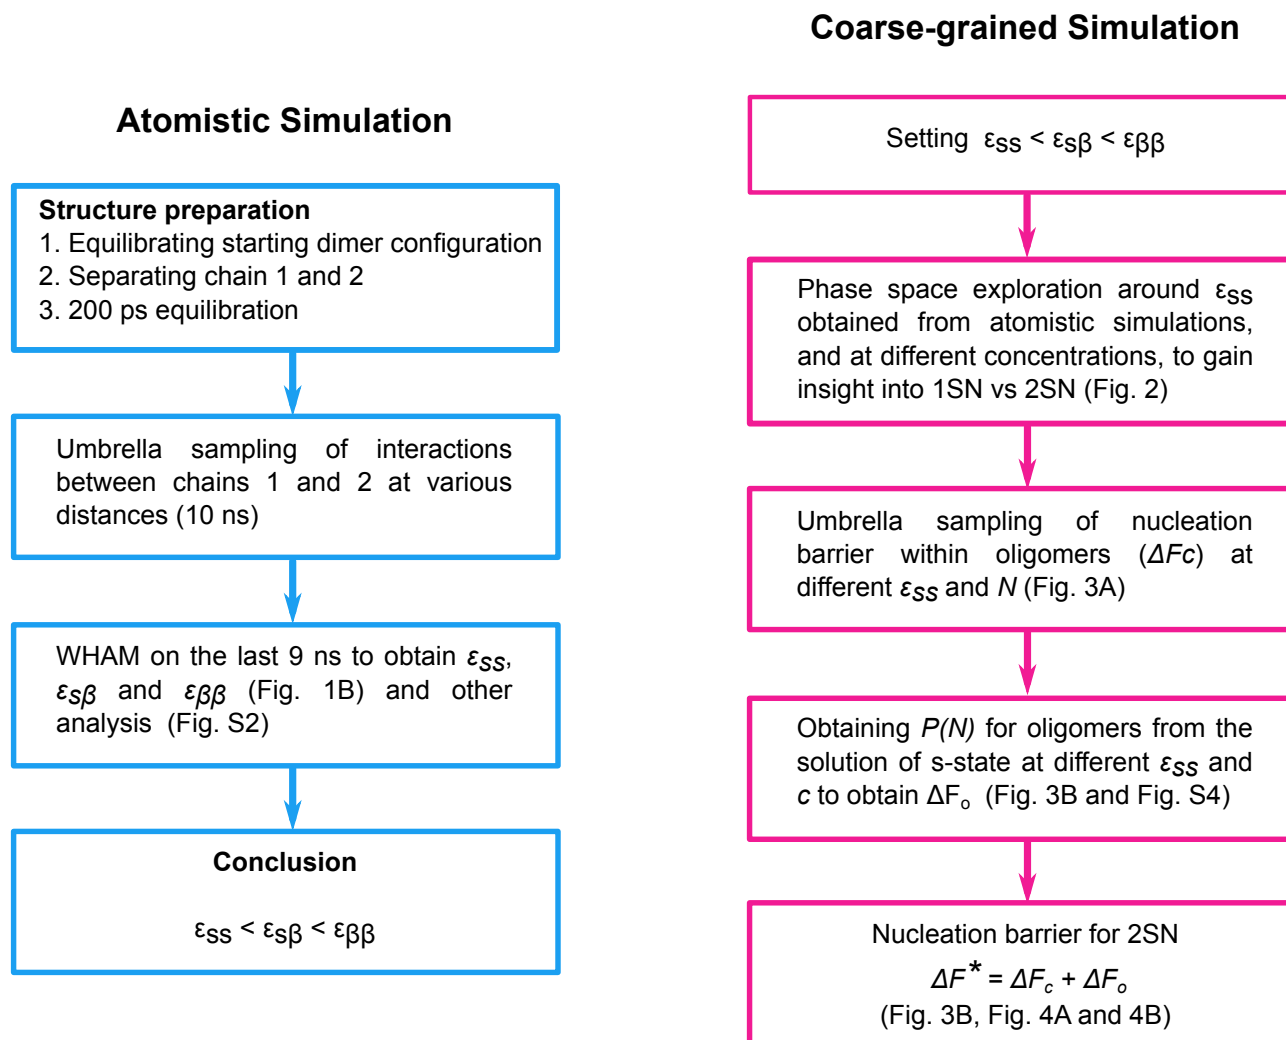 Atomistic Simulation
Structure preparation
1. Equilibrating starting dimer configuration
2. Separating chain 1 and 2
3. 200 ps equilibration
Umbrella sampling of interactions
between chains 1 and 2 at various
distances (10 ns)
WHAM on the last 9 ns to obtain εss,
εsβ and εββ (Fig. 1B) and other
analysis (Fig. S2)
Conclusion
εss < εsβ < εββ
Coarse-grained Simulation
Setting εss < εsβ < εββ
Phase space exploration around εss
obtained from atomistic simulations,
and at different concentrations, to gain
insight into 1SN vs 2SN (Fig. 2)
Umbrella sampling of nucleation
barrier within oligomers (ΔFc) at
different εss and N (Fig. 3A)
Obtaining P(N) for oligomers from the
solution of s-state at different εss and
c to obtain ΔFo (Fig. 3B and Fig. S4)
Nucleation barrier for 2SN
ΔF* = ΔFc + ΔFo
(Fig. 3B, Fig. 4A and 4B)